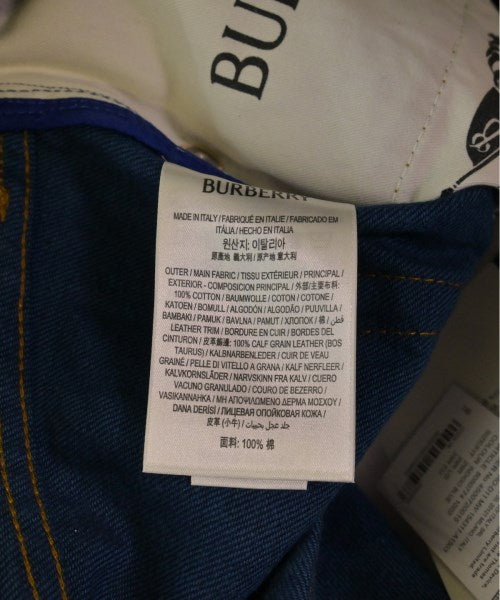 BUR
BURBERRY
MADE IN ITALY / FABRIQUÉ EN ITALIE / FABRICADO EM
ITÁLIA / HECHO EN ITALIA
원산지: 이탈리아
原產地 義大利 / 原产地 意大利
OUTER / MAIN FABRIC / TISSU EXTÉRIEUR / PRINCIPAL /
EXTERIOR - COMPOSICION PRINCIPAL / 外部/主要布料:
100% COTTON / BAUMWOLLE / COTON / COTONE /
KATOEN / BOMULL / ALGODÓN / ALGODÃO / PUUVILLA /
BAMBAKI / PAMUK / BAVLNA / PAMUT / ХЛОПОК / 棉 / قطن
LEATHER TRIM / BORDURE EN CUIR / BORDES DEL
CINTURON / 皮革飾邊: 100% CALF GRAIN LEATHER (BOS
TAURUS) / KALBNARBENLEDER / CUIR DE VEAU
GRAINÉ / PELLE DI VITELLO A GRANA / KALF NERFLEER /
KALVKORNSLÄDER / NARVSKINN FRA KALV / CUERO
VACUNO GRANULADO / COURO DE BEZERRO /
VASIKANNAHKA / ΜΗ ΑΠΟΨΙΛΩΜΕΝΟ ΔΕΡΜΑ ΜΟΣΧΟΥ /
DANA DERİSİ / ЛИЦЕВАЯ ОПОЙКОВАЯ КОЖА /
皮革 (小牛) / جلد عجل بحبيبات
面料: 100% 棉